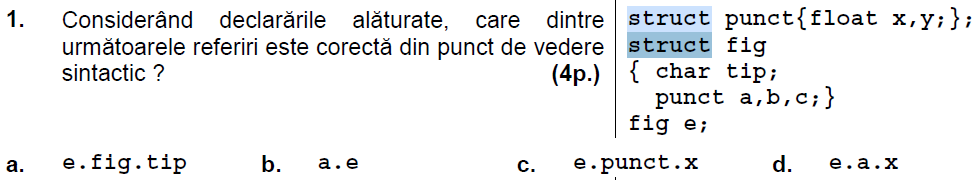 1. Considerând declarările alăturate, care dintre
următoarele referiri este corectă din punct de vedere
sintactic ? (4p.)
struct punct{float x,y;};
struct fig
{ char tip;
punct a,b,c;}
fig e;
a. e.fig.tip b. a.e c. e.punct.x d. e.a.x